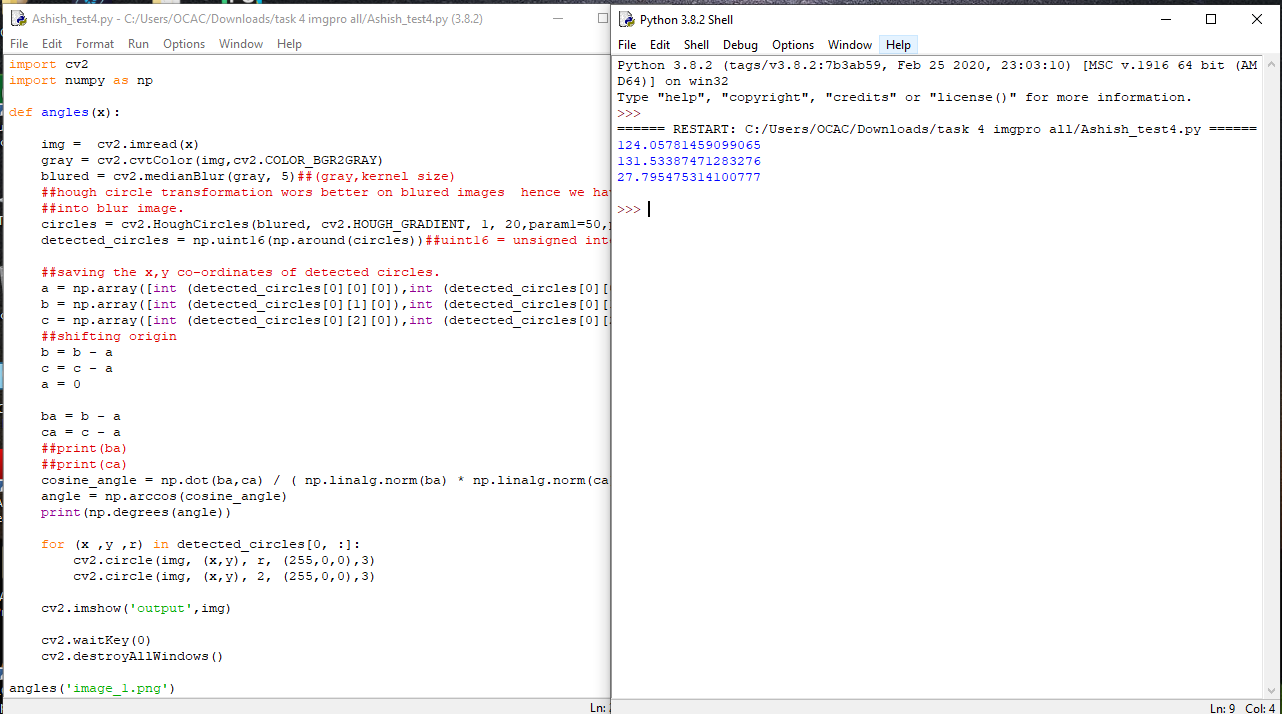 Ashish_test4.py - C:/Users/OCAC/Downloads/task 4 imgpro all/Ashish_test4.py (3.8.2)
File Edit Format Run Options Window Help
import cv2
import numpy as np
def angles(x):
img =  cv2.imread(x)
gray = cv2.cvtColor(img,cv2.COLOR_BGR2GRAY)
blured = cv2.medianBlur(gray, 5)##(gray,kernel size)
##hough circle transformation wors better on blured images  hence we ha
##into blur image.
circles = cv2.HoughCircles(blured, cv2.HOUGH_GRADIENT, 1, 20,param1=50,
detected_circles = np.uint16(np.around(circles))##uint16 = unsigned int
##saving the x,y co-ordinates of detected circles.
a = np.array([int (detected_circles[0][0][0]),int (detected_circles[0][
b = np.array([int (detected_circles[0][1][0]),int (detected_circles[0][
c = np.array([int (detected_circles[0][2][0]),int (detected_circles[0][
##shifting origin
b = b - a
c = c - a
a = 0
ba = b - a
ca = c - a
##print(ba)
##print(ca)
cosine_angle = np.dot(ba,ca) / ( np.linalg.norm(ba) * np.linalg.norm(ca
angle = np.arccos(cosine_angle)
print(np.degrees(angle))
for (x ,y ,r) in detected_circles[0, :]:
cv2.circle(img, (x,y), r, (255,0,0),3)
cv2.circle(img, (x,y), 2, (255,0,0),3)
cv2.imshow('output',img)
cv2.waitKey(0)
cv2.destroyAllWindows()
angles('image_1.png')
Ln:
Python 3.8.2 Shell
File Edit Shell Debug Options Window Help
Python 3.8.2 (tags/v3.8.2:7b3ab59, Feb 25 2020, 23:03:10) [MSC v.1916 64 bit (AM
D64)] on win32
Type "help", "copyright", "credits" or "license()" for more information.
>>>
====== RESTART: C:/Users/OCAC/Downloads/task 4 imgpro all/Ashish_test4.py ======
124.05781459099065
131.53387471283276
27.795475314100777
>>>
Ln: 9 Col: 4